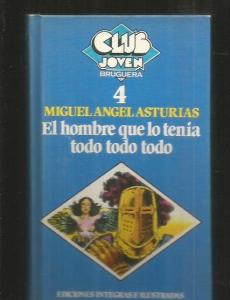 CLUB
JOVEN
BRUGUERA
4
MIGUEL ANGEL ASTURIAS
El hombre que lo tenía
todo todo todo
EDICIONES INTEGRAS E ILUSTRADAS